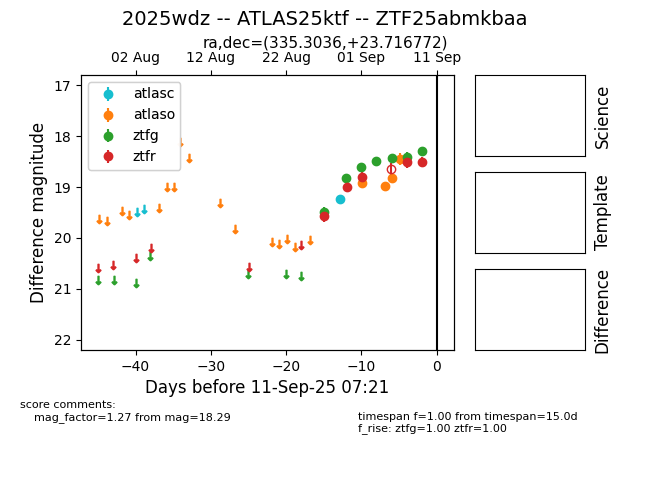 2025wdz -- ATLAS25ktf -- ZTF25abmkbaa
ra,dec=(335.3036,+23.716772)
02 Aug 12 Aug 22 Aug 01 Sep 11 Sep
17
18
19
20
21
22
Difference magnitude
atlasc
atlaso
ztfg
ztfr
−40 −30 −20 −10 0
Days before 11-Sep-25 07:21
Science
Template
Difference
score comments:
mag_factor=1.27 from mag=18.29
timespan f=1.00 from timespan=15.0d
f_rise: ztfg=1.00 ztfr=1.00